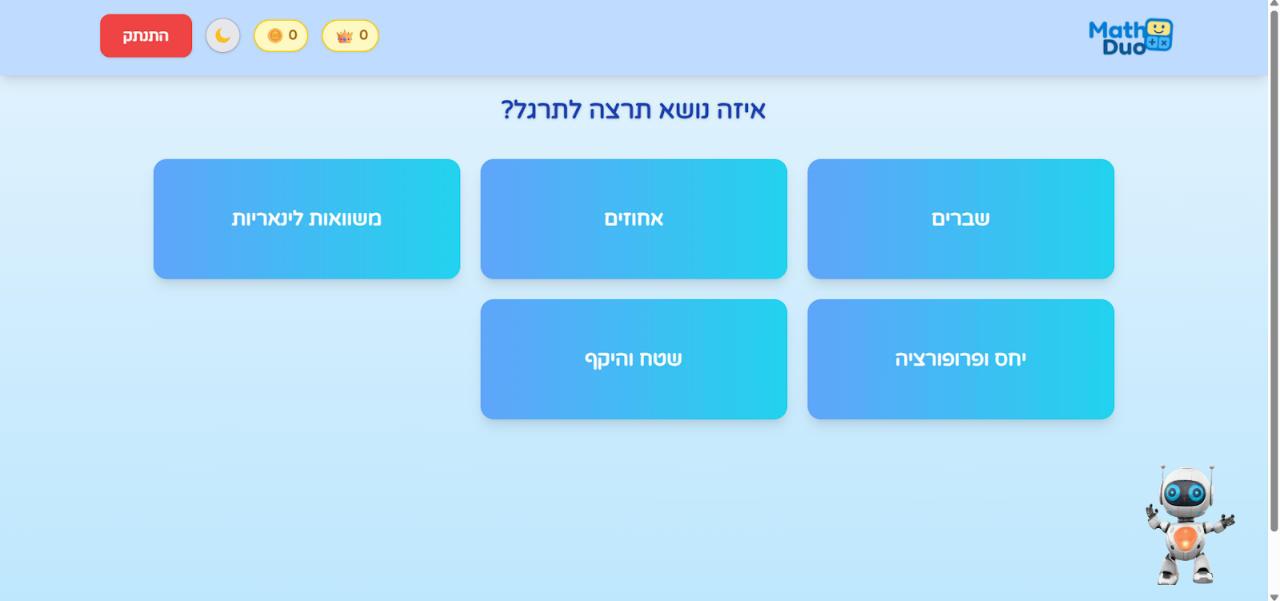 Math
Duo
0
0
התנתק
איזה נושא תרצה לתרגל?
שברים
אחוזים
משוואות לינאריות
יחס ופרופורציה
שטח והיקף